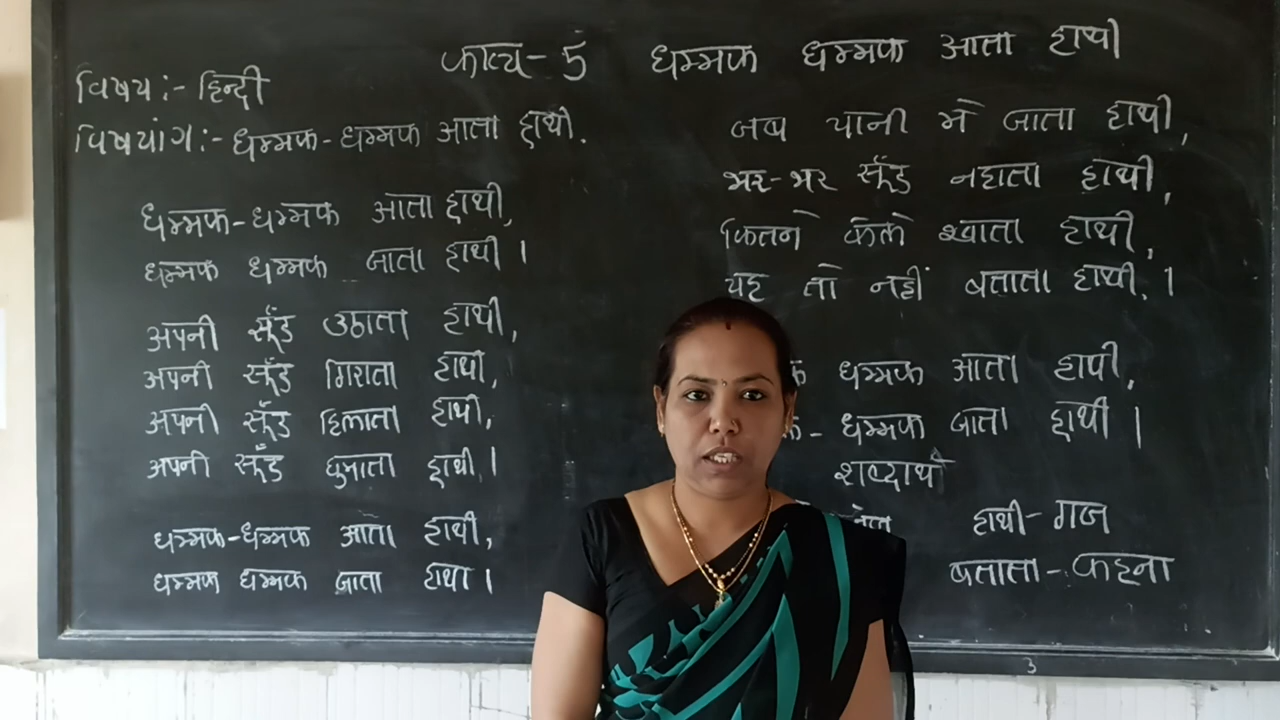 काव्य - 5 धम्मक धम्मक आता हाथी
विषय :- हिन्दी
विषयांग :- धम्मक - धम्मक आता हाथी.
धम्मक - धम्मक आता हाथी,
धम्मक धम्मक जाता हाथी ।
अपनी सूँड उठाता हाथी,
अपनी सूँड गिराता हाथी,
अपनी सूँड हिलाता हाथी,
अपनी सूँड घुमाता हाथी ।
धम्मक - धम्मक आता हाथी,
धम्मक धम्मक जाता हाथी ।
जब पानी में जाता हाथी,
भर - भर सूँड नहाता हाथी,
कितने केले खाता हाथी,
यह तो नहीं बताता हाथी. ।
धम्मक आता हाथी,
- धम्मक जाता हाथी ।
शब्दार्थ
हाथी - गज
बताता - कहना
3